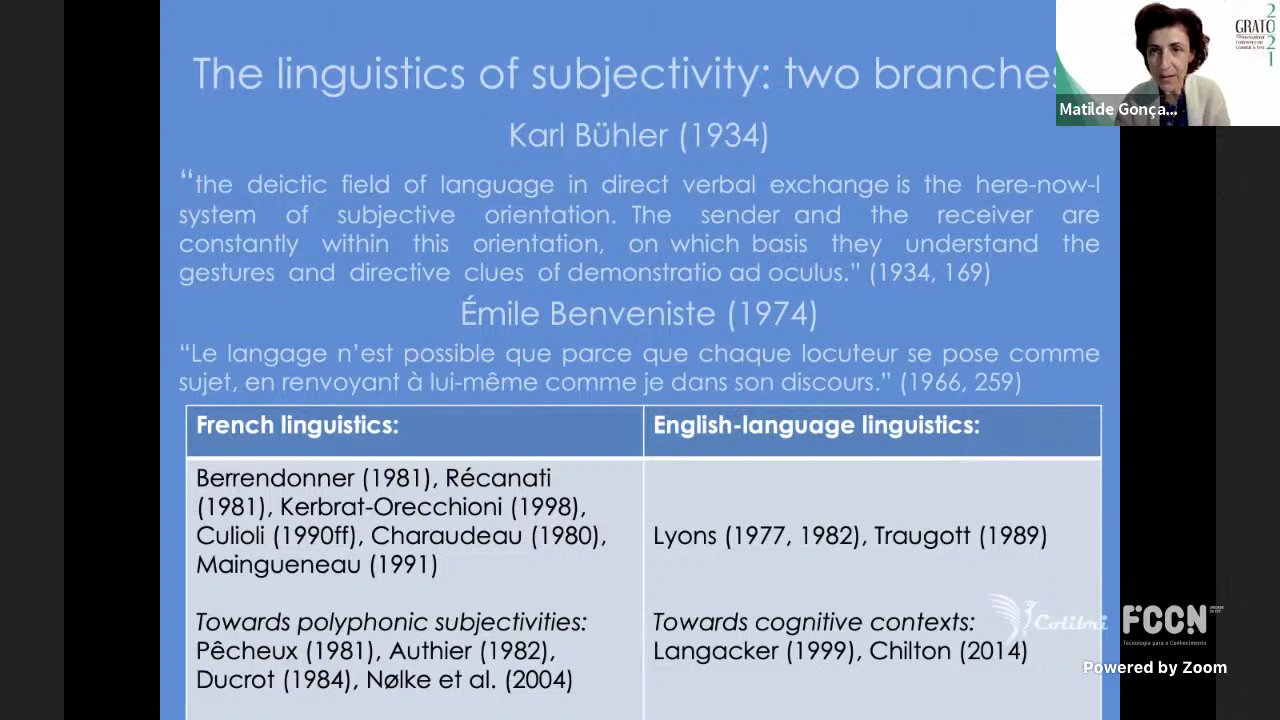 The linguistics of subjectivity: two branches
Karl Bühler (1934)
“the deictic field of language in direct verbal exchange is the here-now-I
system of subjective orientation. The sender and the receiver are
constantly within this orientation, on which basis they understand the
gestures and directive clues of demonstratio ad oculus.” (1934, 169)
Émile Benveniste (1974)
“Le langage n’est possible que parce que chaque locuteur se pose comme
sujet, en renvoyant à lui-même comme je dans son discours.” (1966, 259)
French linguistics:
Berrendonner (1981), Récanati
(1981), Kerbrat-Orecchioni (1998),
Culioli (1990ff), Charaudeau (1980),
Maingueneau (1991)
Towards polyphonic subjectivities:
Pêcheux (1981), Authier (1982),
Ducrot (1984), Nølke et al. (2004)
English-language linguistics:
Lyons (1977, 1982), Traugott (1989)
Towards cognitive contexts:
Langacker (1999), Chilton (2014)
GRATO
2021
Matilde Gonça...
Colibri
FCCN
Tecnologia para o Conhecimento
Powered by Zoom